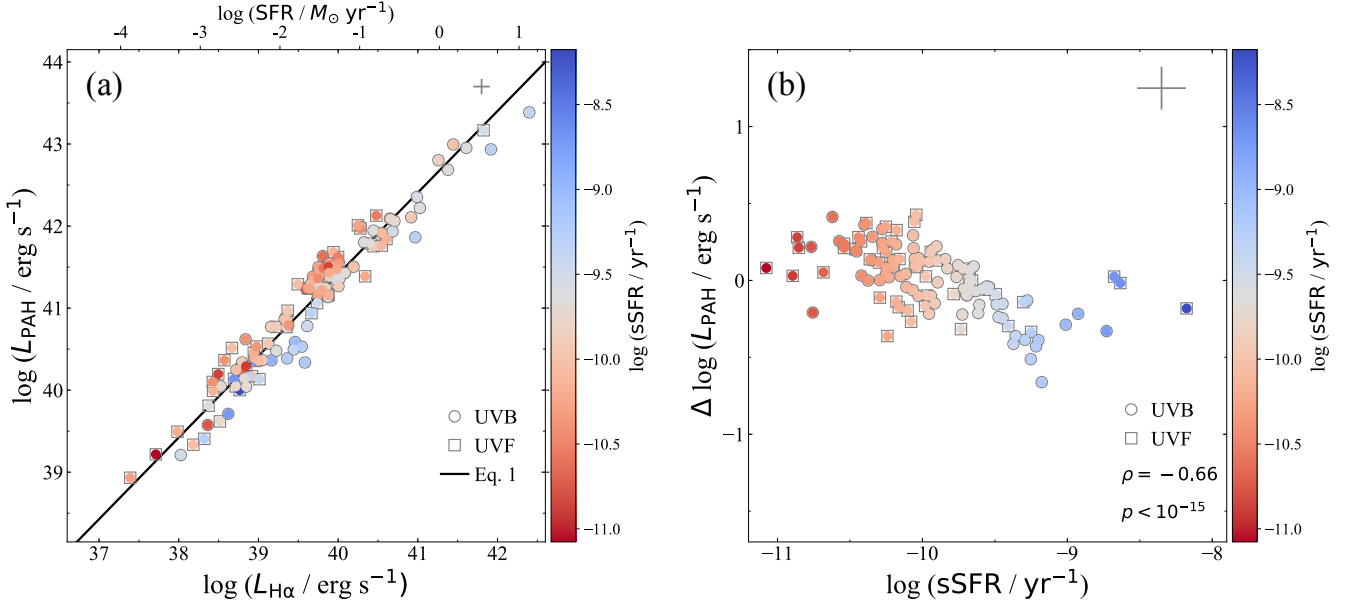 log (SFR / M⊙ yr⁻¹)
−4 −3 −2 −1 0 1
(a)
44
43
42
41
40
39
log (L_PAH / erg s⁻¹)
UVB
UVF
Eq. 1
37 38 39 40 41 42
log (L_Hα / erg s⁻¹)
−8.5
−9.0
−9.5
−10.0
−10.5
−11.0
log (sSFR / yr⁻¹)
(b)
1
0
−1
Δ log (L_PAH / erg s⁻¹)
UVB
UVF
ρ = −0.66
p < 10⁻¹⁵
−11 −10 −9 −8
log (sSFR / yr⁻¹)
−8.5
−9.0
−9.5
−10.0
−10.5
−11.0
log (sSFR / yr⁻¹)